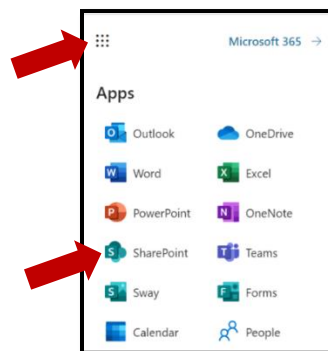 Microsoft 365 →
Apps
Outlook OneDrive
Word Excel
PowerPoint OneNote
SharePoint Teams
Sway Forms
Calendar People